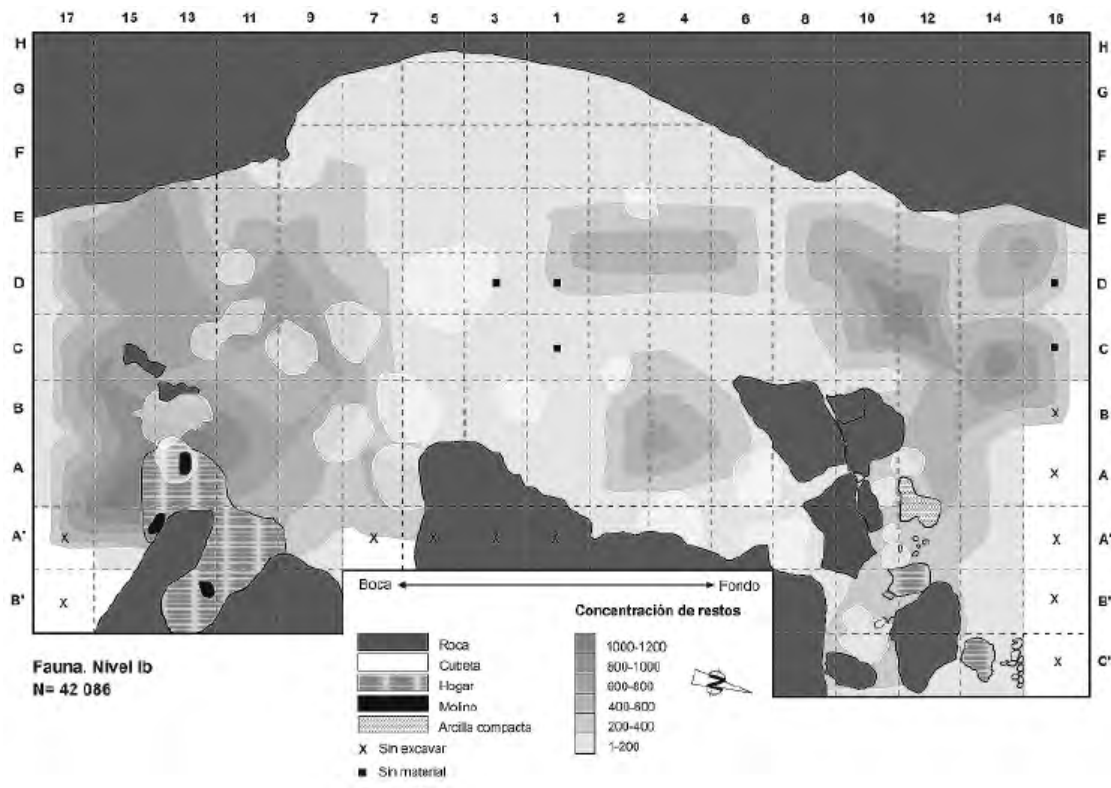 17 15 13 11 9 7 5 3 1 2 4 6 8 10 12 14 16
H H
G G
F F
E E
D D
C C
B X B
A X A
A' X X X X X X A'
B' X X B'
X C'
Boca Fondo
Fauna. Nivel Ib
N= 42 086
Roca
Cubeta
Hogar
Molino
Arcilla compacta
X Sin excavar
■ Sin material
Concentración de restos
1000-1200
800-1000
600-800
400-600
200-400
1-200
N